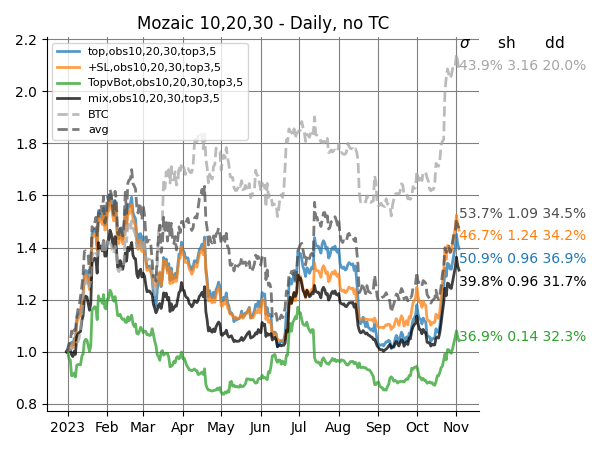 Mozaic 10,20,30 - Daily, no TC
σ sh dd
2.2
2.0
1.8
1.6
1.4
1.2
1.0
0.8
top,obs10,20,30,top3,5
+SL,obs10,20,30,top3,5
TopvBot,obs10,20,30,top3,5
mix,obs10,20,30,top3,5
BTC
avg
43.9% 3.16 20.0%
53.7% 1.09 34.5%
46.7% 1.24 34.2%
50.9% 0.96 36.9%
39.8% 0.96 31.7%
36.9% 0.14 32.3%
2023 Feb Mar Apr May Jun Jul Aug Sep Oct Nov